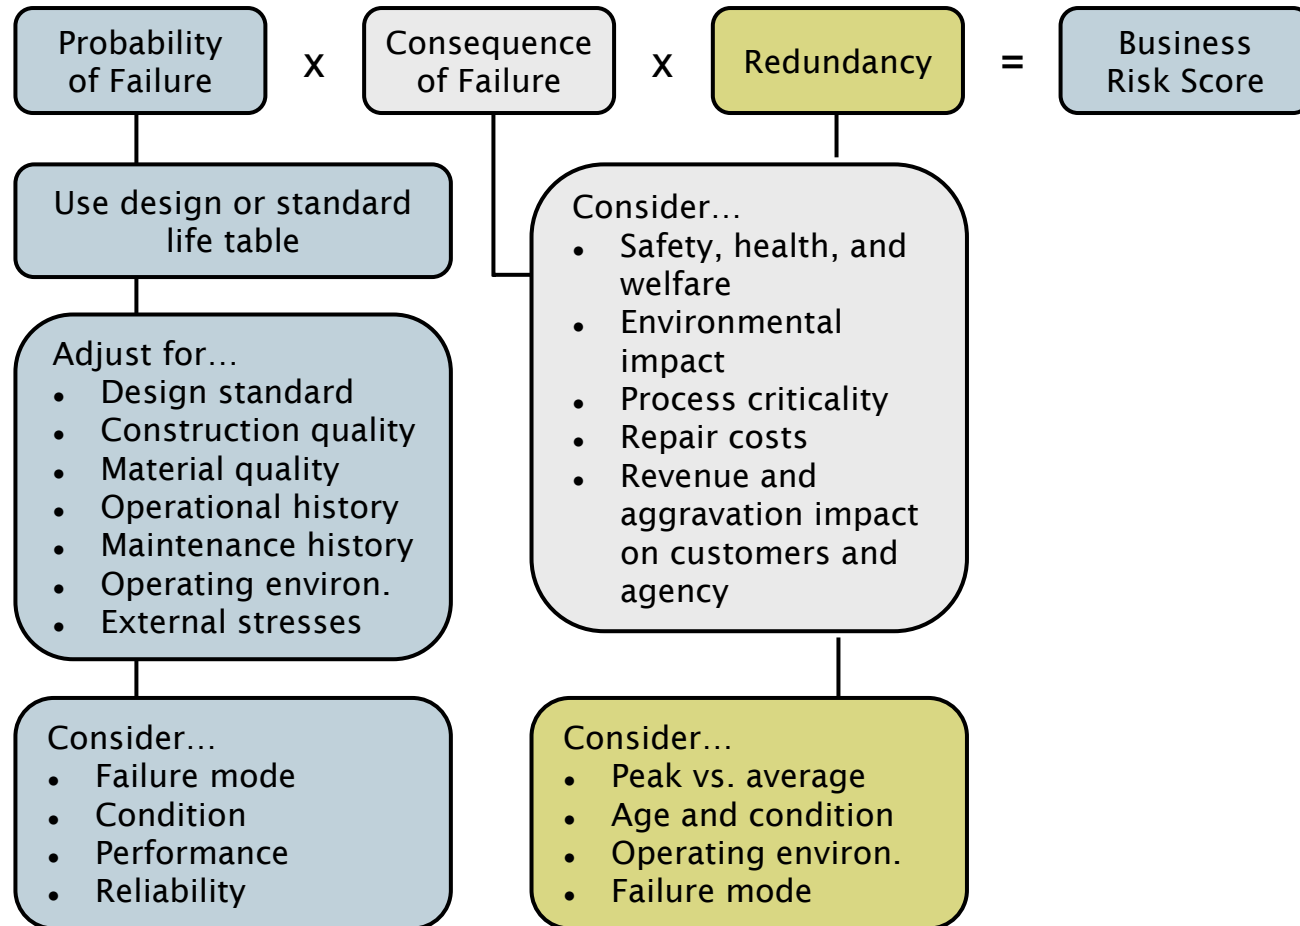 Probability
of Failure
x
Consequence
of Failure
x
Redundancy
=
Business
Risk Score
Use design or standard
life table
Adjust for...
• Design standard
• Construction quality
• Material quality
• Operational history
• Maintenance history
• Operating environ.
• External stresses
Consider...
• Failure mode
• Condition
• Performance
• Reliability
Consider...
• Safety, health, and
welfare
• Environmental
impact
• Process criticality
• Repair costs
• Revenue and
aggravation impact
on customers and
agency
Consider...
• Peak vs. average
• Age and condition
• Operating environ.
• Failure mode